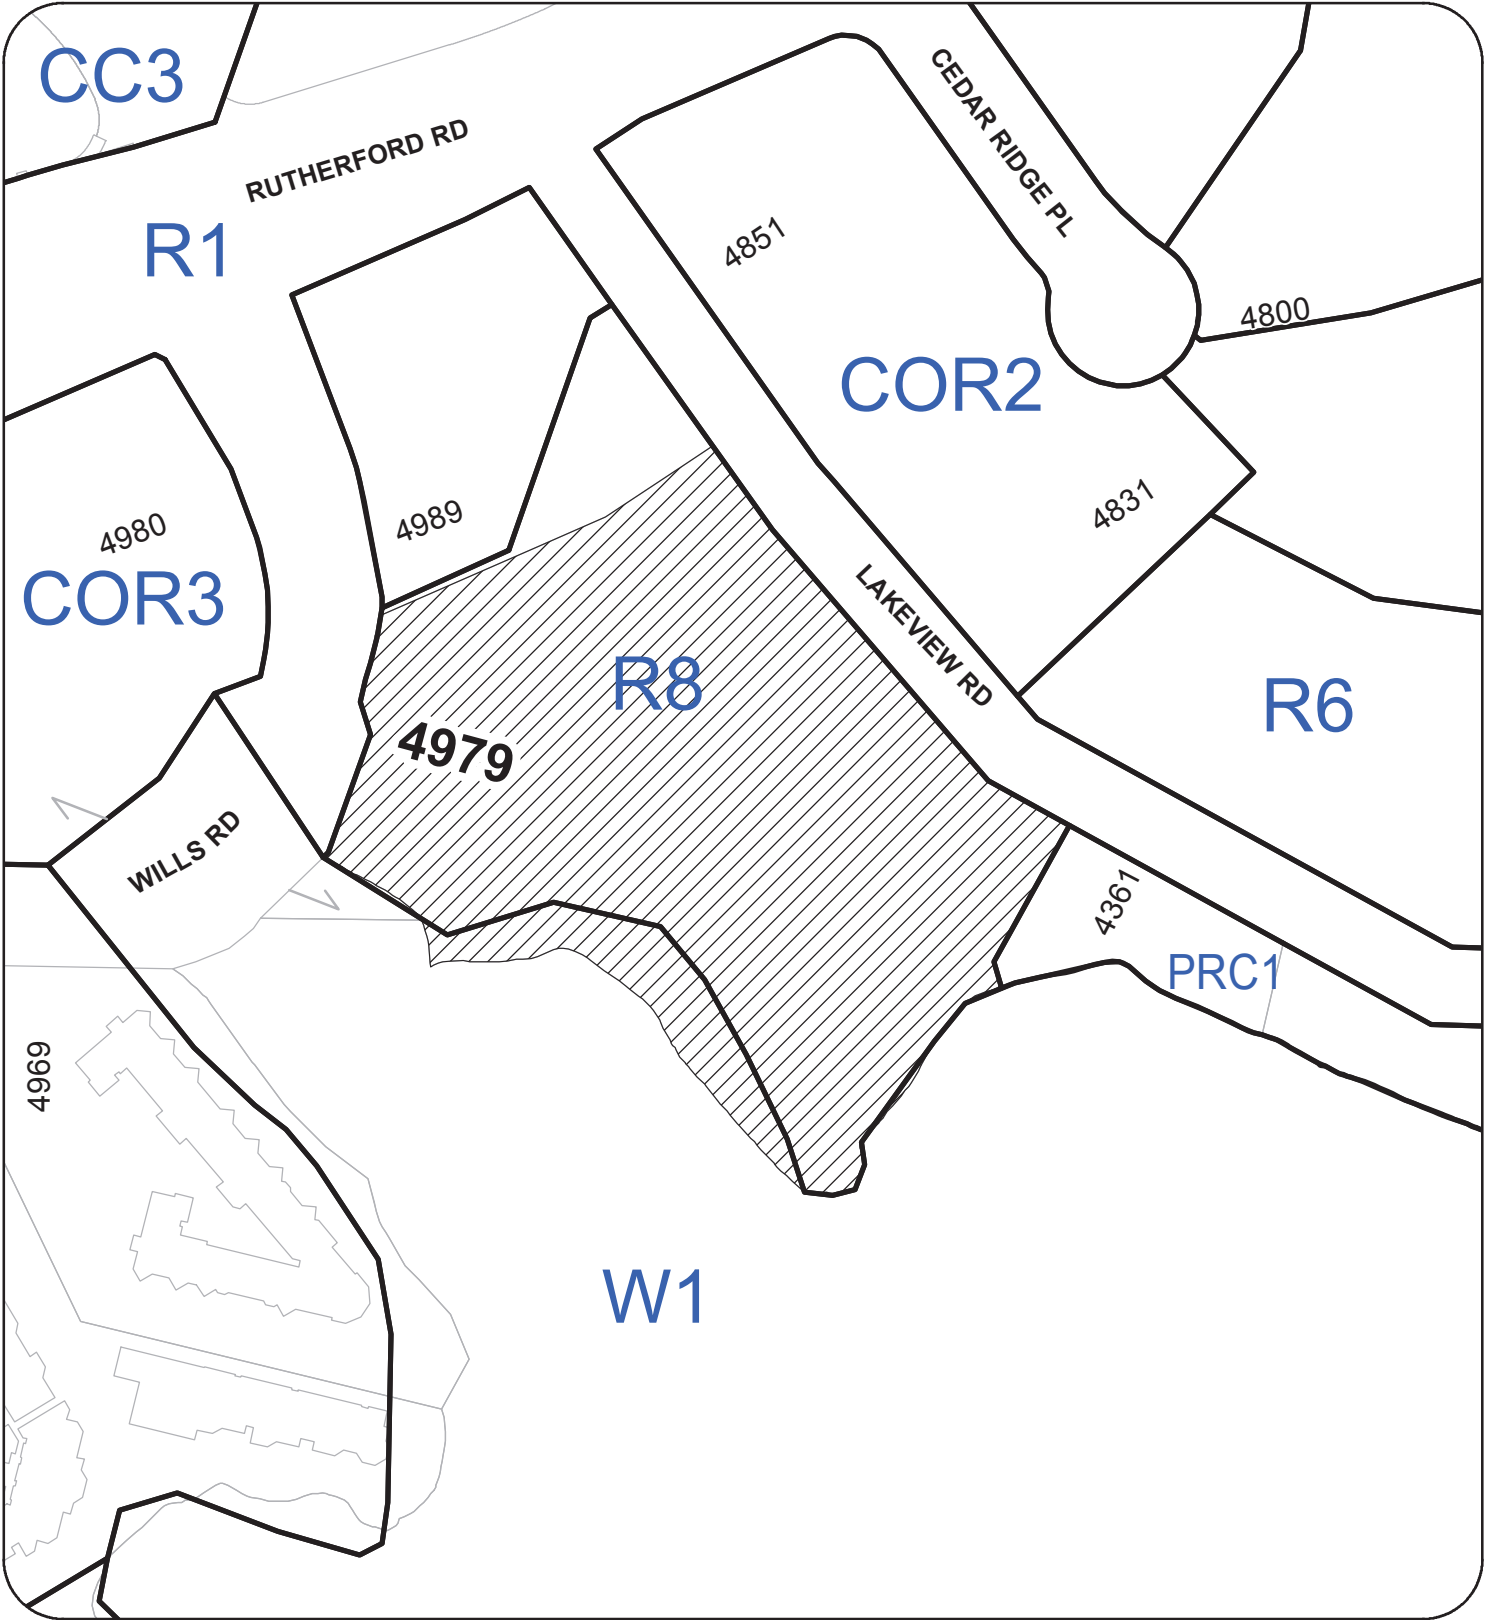 CC3
CEDAR RIDGE PL
RUTHERFORD RD
R1
4851
4800
COR2
4989
4980
4831
COR3
LAKEVIEW RD
R8
R6
4979
WILLS RD
4361
PRC1
4969
W1